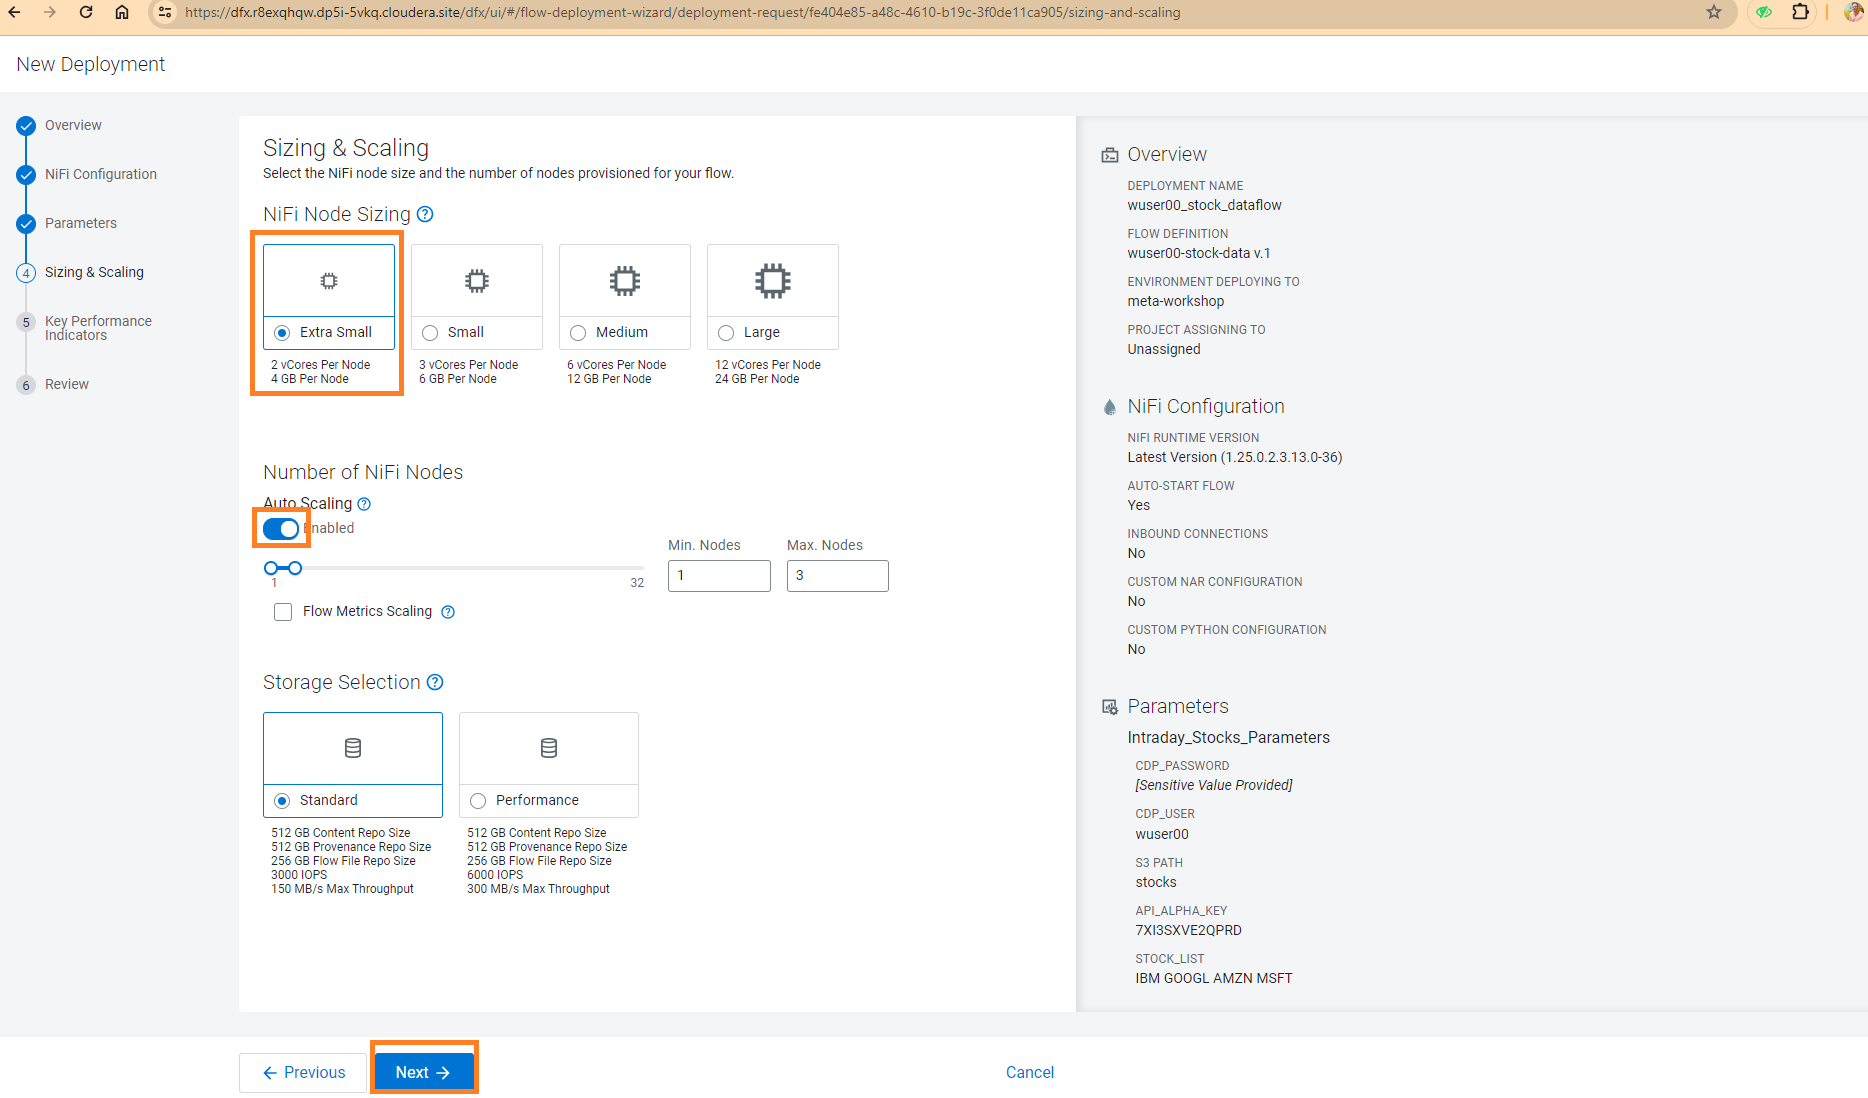 https://dfx.r8exqhqw.dp5i-5vkq.cloudera.site/dfx/ui/#/flow-deployment-wizard/deployment-request/fe404e85-a48c-4610-b19c-3f0de11ca905/sizing-and-scaling
New Deployment
Overview
NiFi Configuration
Parameters
4 Sizing & Scaling
5 Key Performance
Indicators
6 Review
Sizing & Scaling
Select the NiFi node size and the number of nodes provisioned for your flow.
NiFi Node Sizing ?
Extra Small
2 vCores Per Node
4 GB Per Node
Small
3 vCores Per Node
6 GB Per Node
Medium
6 vCores Per Node
12 GB Per Node
Large
12 vCores Per Node
24 GB Per Node
Number of NiFi Nodes
Auto Scaling ?
Enabled
1 32
Min. Nodes
1
Max. Nodes
3
Flow Metrics Scaling ?
Storage Selection ?
Standard
512 GB Content Repo Size
512 GB Provenance Repo Size
256 GB Flow File Repo Size
3000 IOPS
150 MB/s Max Throughput
Performance
512 GB Content Repo Size
512 GB Provenance Repo Size
256 GB Flow File Repo Size
6000 IOPS
300 MB/s Max Throughput
Overview
DEPLOYMENT NAME
wuser00_stock_dataflow
FLOW DEFINITION
wuser00-stock-data v.1
ENVIRONMENT DEPLOYING TO
meta-workshop
PROJECT ASSIGNING TO
Unassigned
NiFi Configuration
NIFI RUNTIME VERSION
Latest Version (1.25.0.2.3.13.0-36)
AUTO-START FLOW
Yes
INBOUND CONNECTIONS
No
CUSTOM NAR CONFIGURATION
No
CUSTOM PYTHON CONFIGURATION
No
Parameters
Intraday_Stocks_Parameters
CDP_PASSWORD
[Sensitive Value Provided]
CDP_USER
wuser00
S3 PATH
stocks
API_ALPHA_KEY
7XI3SXVE2QPRD
STOCK_LIST
IBM GOOGL AMZN MSFT
Previous
Next
Cancel